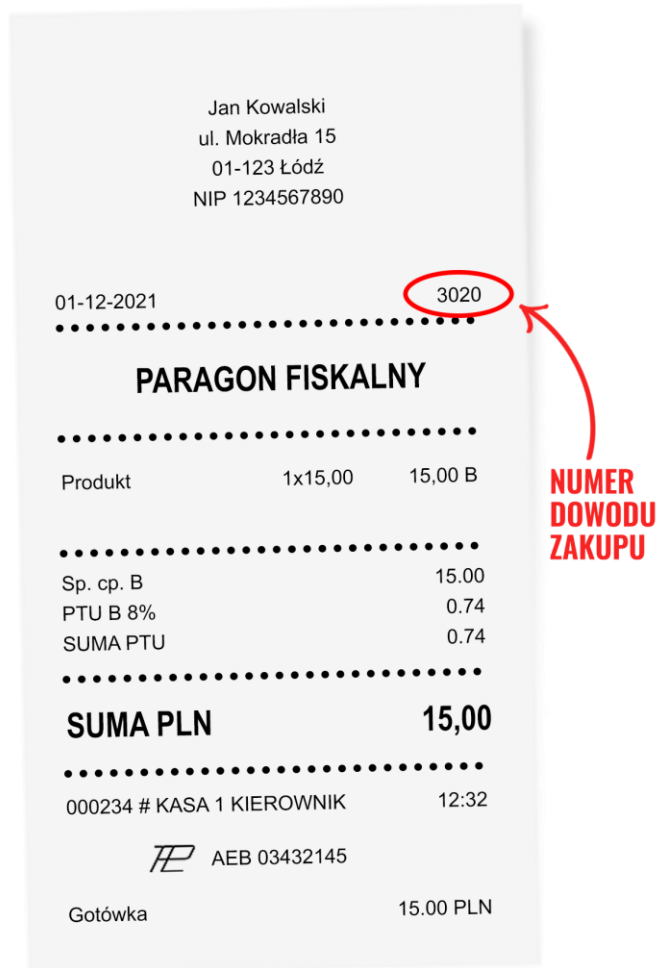 Jan Kowalski
ul. Mokradła 15
01-123 Łódź
NIP 1234567890
01-12-2021 3020
PARAGON FISKALNY
Produkt 1x15,00 15,00 B
NUMER
DOWODU
ZAKUPU
Sp. cp. B 15.00
PTU B 8% 0.74
SUMA PTU 0.74
SUMA PLN 15,00
000234 # KASA 1 KIEROWNIK 12:32
AEB 03432145
Gotówka 15.00 PLN